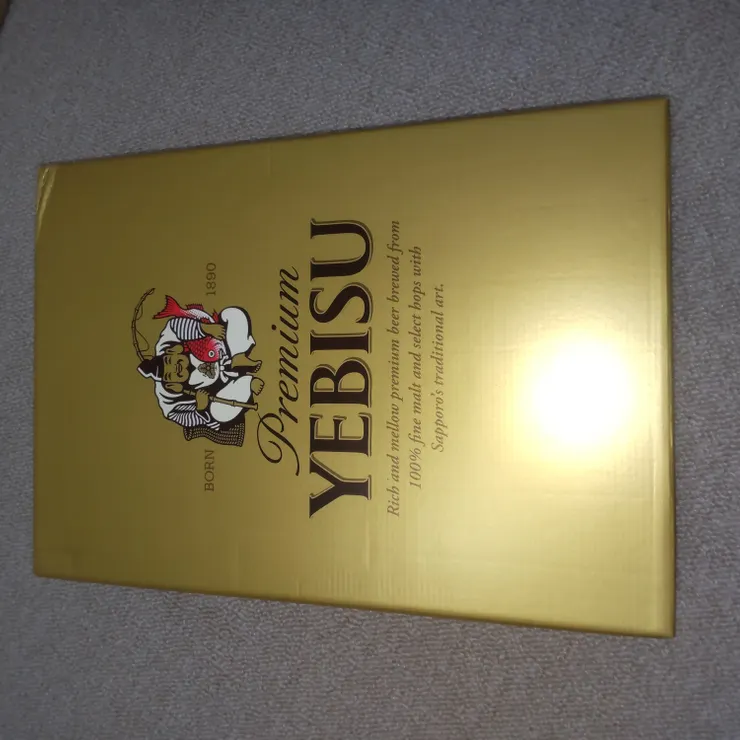 BORN 1890
Premium
YEBISU
Rich and mellow premium beer brewed from
100% fine malt and select hops with
Sapporo's traditional art.